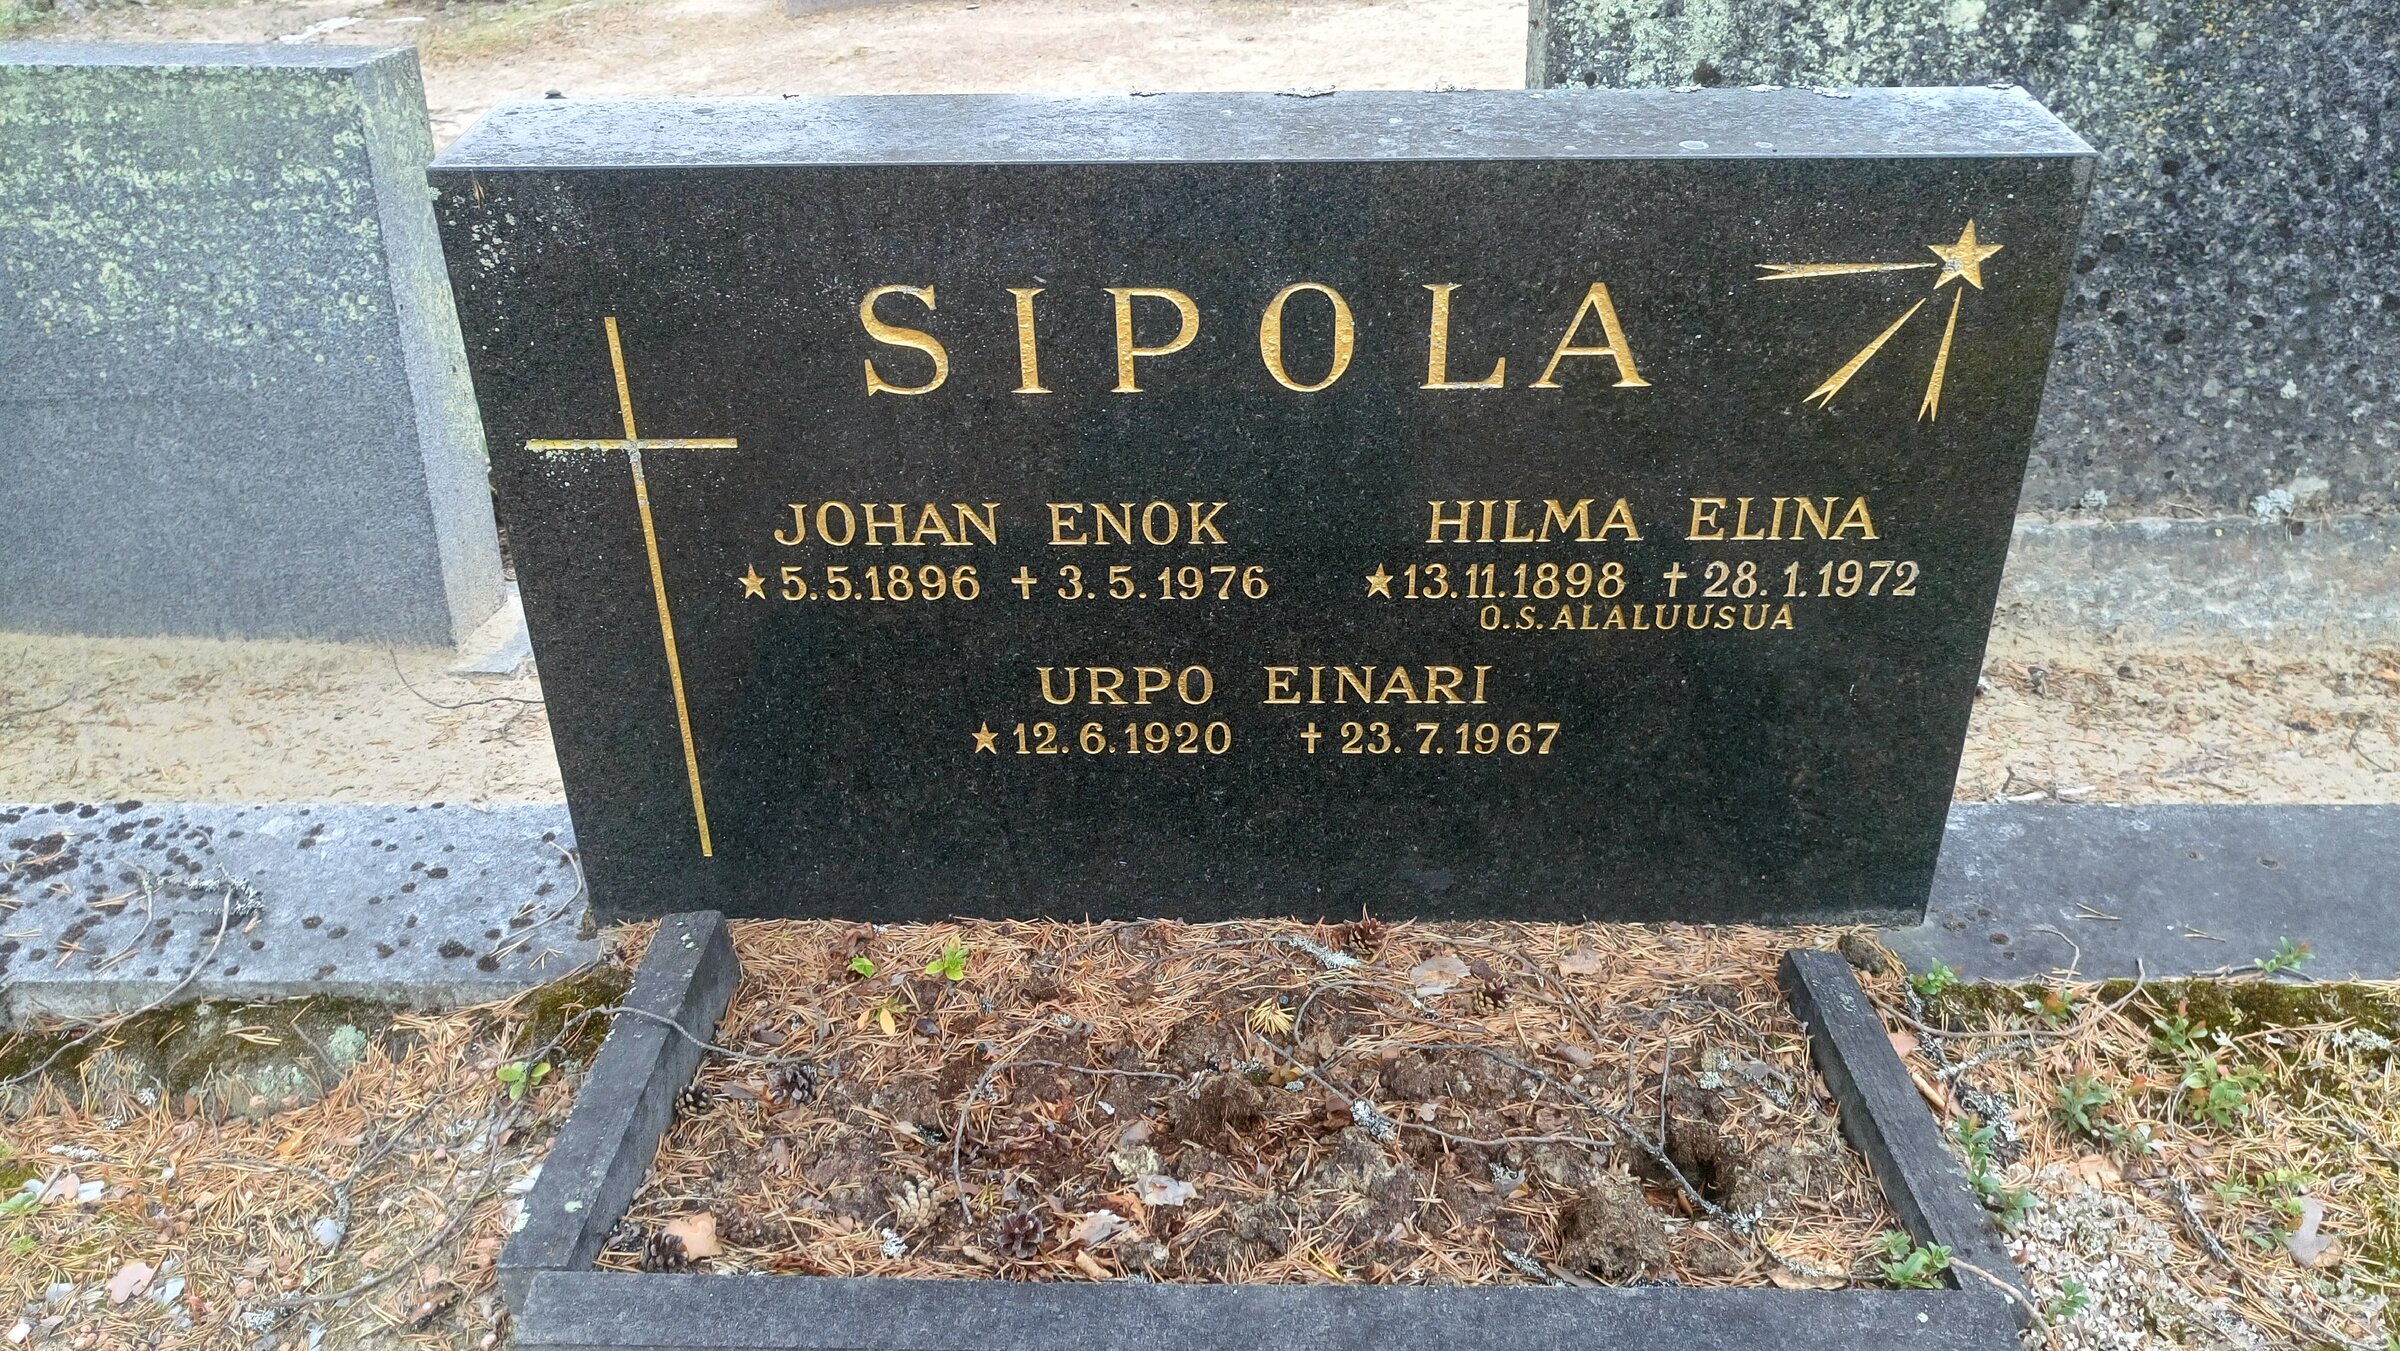 SIPOLA
JOHAN ENOK
★5.5.1896 ✝3.5.1976
HILMA ELINA
★13.11.1898 ✝28.1.1972
O.S. ALALUUSUA
URPO EINARI
★12.6.1920 ✝23.7.1967